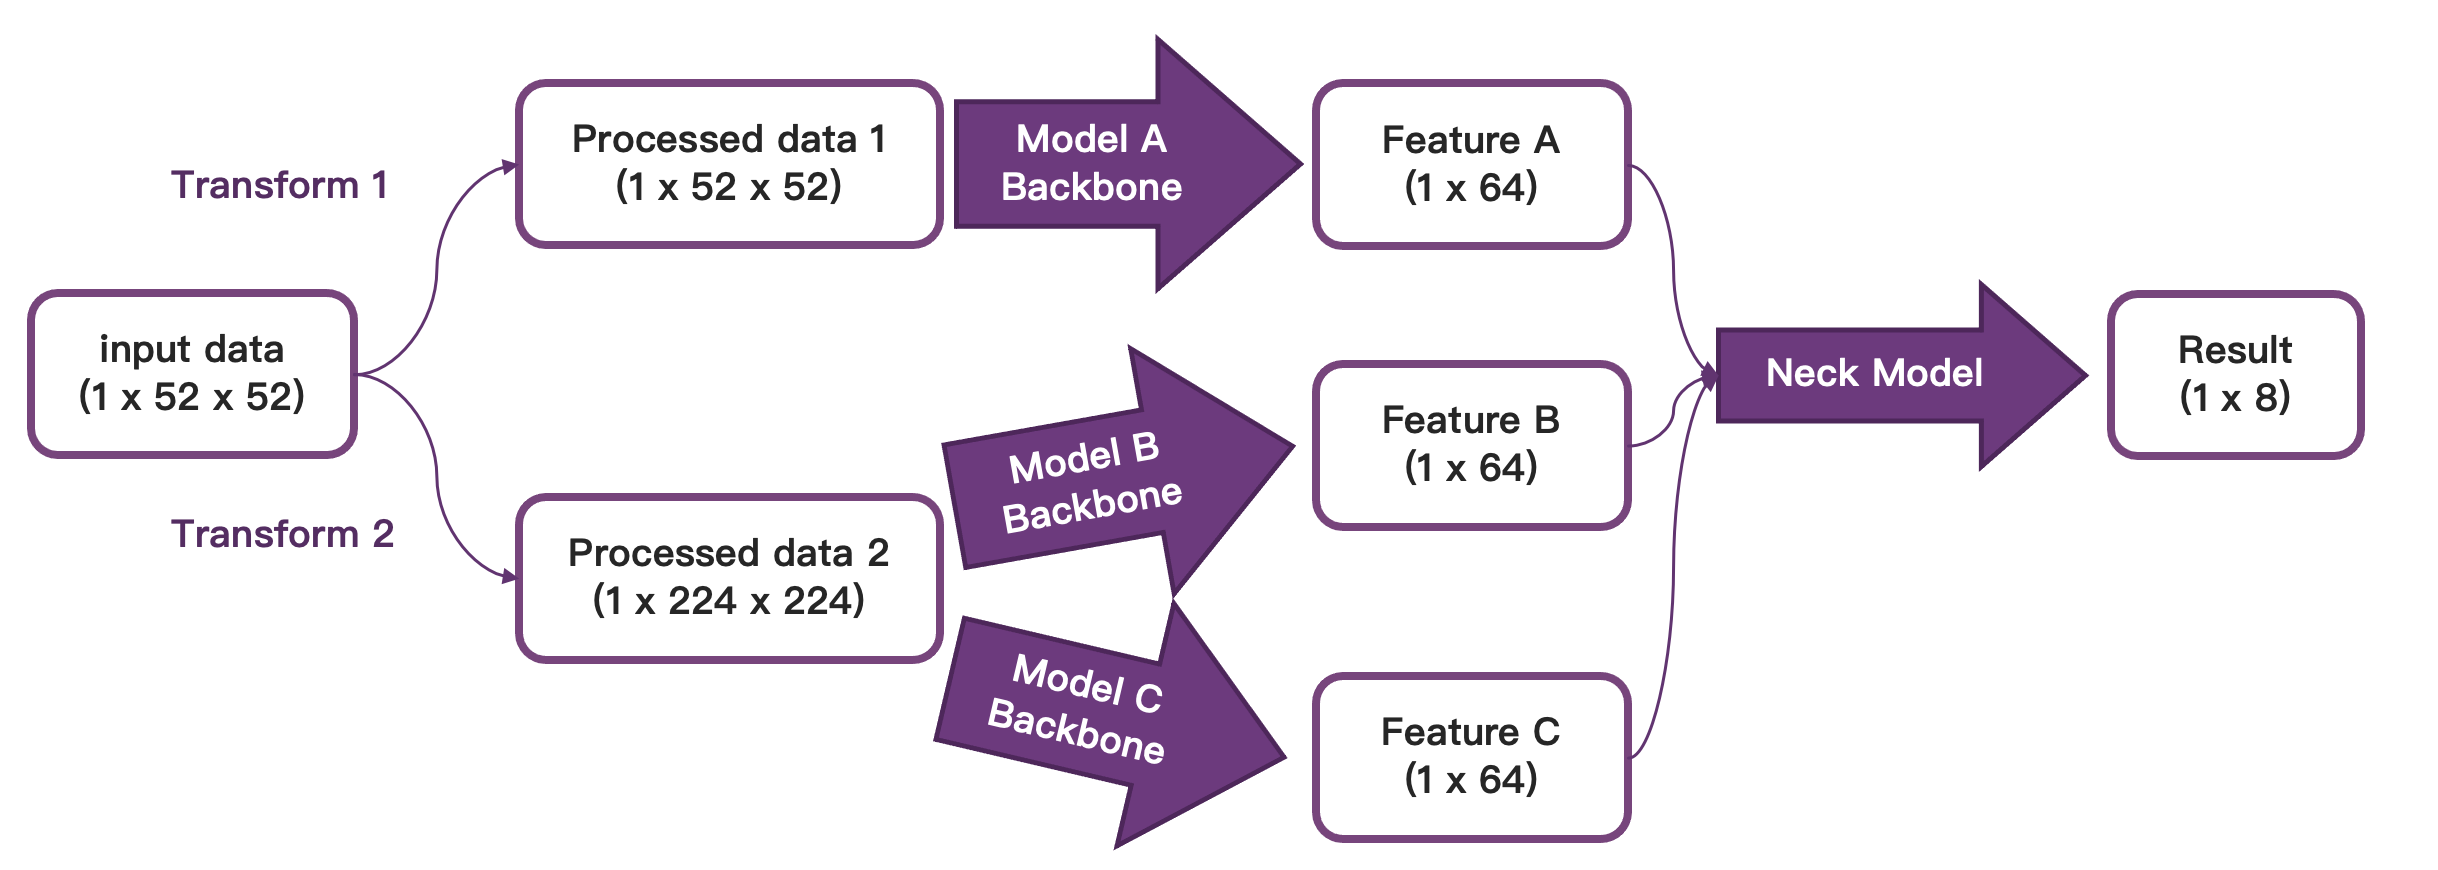 Transform 1
input data
(1 x 52 x 52)
Transform 2
Processed data 1
(1 x 52 x 52)
Processed data 2
(1 x 224 x 224)
Model A
Backbone
Model B
Backbone
Model C
Backbone
Feature A
(1 x 64)
Feature B
(1 x 64)
Feature C
(1 x 64)
Neck Model
Result
(1 x 8)